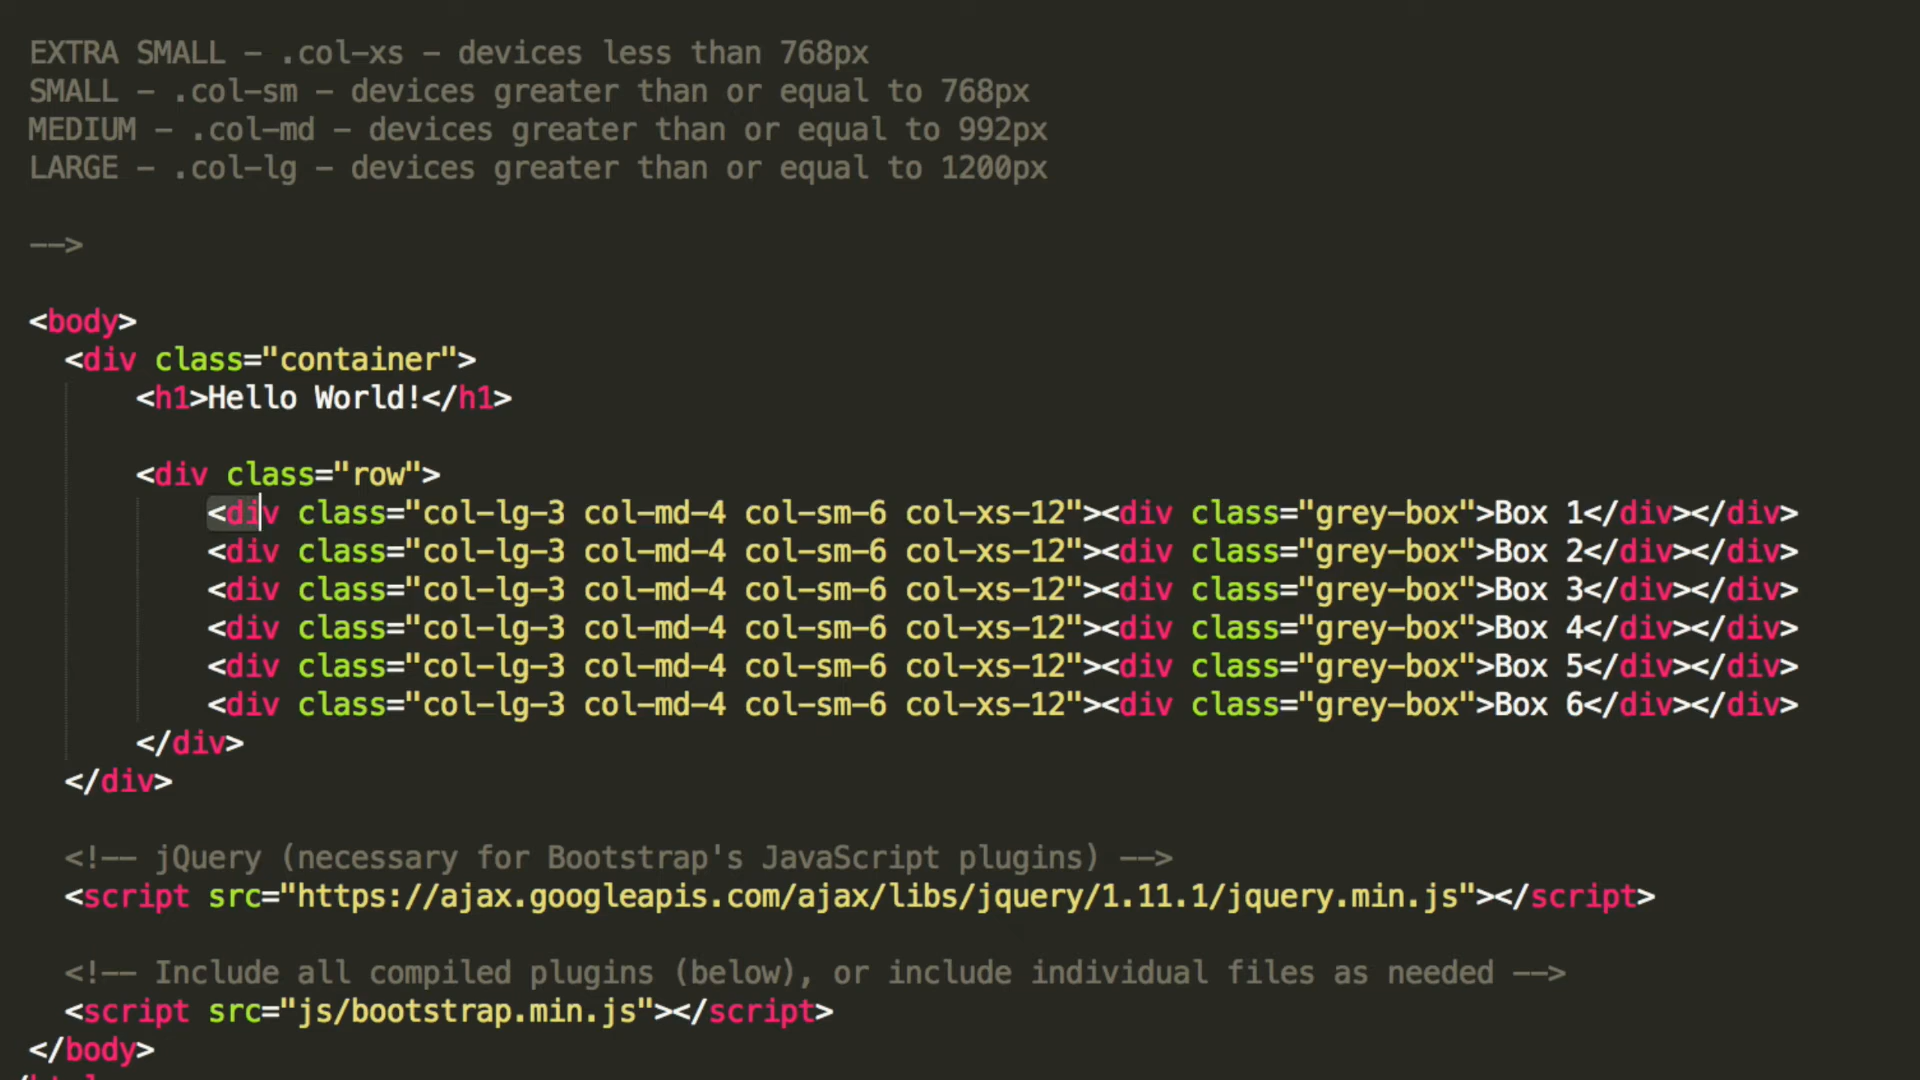 EXTRA SMALL - .col-xs - devices less than 768px
SMALL - .col-sm - devices greater than or equal to 768px
MEDIUM - .col-md - devices greater than or equal to 992px
LARGE - .col-lg - devices greater than or equal to 1200px
-->
<body>
<div class="container">
<h1>Hello World!</h1>
<div class="row">
<div class="col-lg-3 col-md-4 col-sm-6 col-xs-12"><div class="grey-box">Box 1</div></div>
<div class="col-lg-3 col-md-4 col-sm-6 col-xs-12"><div class="grey-box">Box 2</div></div>
<div class="col-lg-3 col-md-4 col-sm-6 col-xs-12"><div class="grey-box">Box 3</div></div>
<div class="col-lg-3 col-md-4 col-sm-6 col-xs-12"><div class="grey-box">Box 4</div></div>
<div class="col-lg-3 col-md-4 col-sm-6 col-xs-12"><div class="grey-box">Box 5</div></div>
<div class="col-lg-3 col-md-4 col-sm-6 col-xs-12"><div class="grey-box">Box 6</div></div>
</div>
</div>
<!-- jQuery (necessary for Bootstrap's JavaScript plugins) -->
<script src="https://ajax.googleapis.com/ajax/libs/jquery/1.11.1/jquery.min.js"></script>
<!-- Include all compiled plugins (below), or include individual files as needed -->
<script src="js/bootstrap.min.js"></script>
</body>